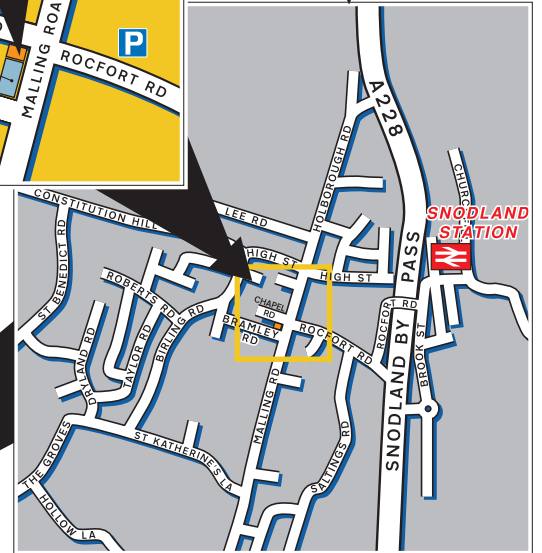 MALLING ROA
P
ROCFORT RD
A228
HOLBOROUGH RD
CHURC
SNODLAND
STATION
CONSTITUTION HILL
LEE RD
HIGH ST
HIGH ST
PASS
ST BENEDICT RD
ROBERTS RD
CHAPEL
RD
BRAMLEY
RD
ROCFORT RD
ROCFORT RD
BIRLING RD
TAYLOR RD
DRYLAND RD
SNODLAND BY
BROOK ST
MALLING RD
SALTINGS RD
ST KATHERINE'S LA
THE GROVES
HOLLOW LA